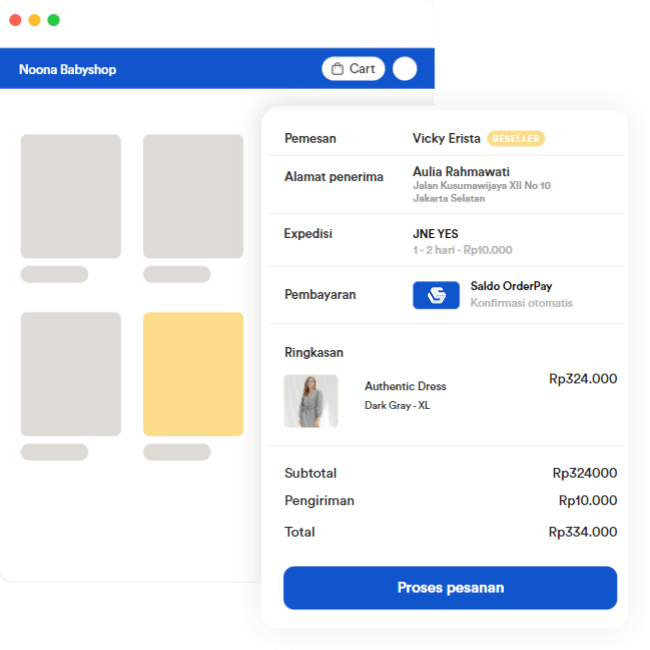 Noona Babyshop
Cart
Pemesan
Vicky Erista RESELLER
Alamat penerima
Aulia Rahmawati
Jalan Kusumawijaya XII No 10
Jakarta Selatan
Expedisi
JNE YES
1 - 2 hari - Rp10.000
Pembayaran
Saldo OrderPay
Konfirmasi otomatis
Ringkasan
Authentic Dress
Dark Gray - XL
Rp324.000
Subtotal
Rp324000
Pengiriman
Rp10.000
Total
Rp334.000
Proses pesanan